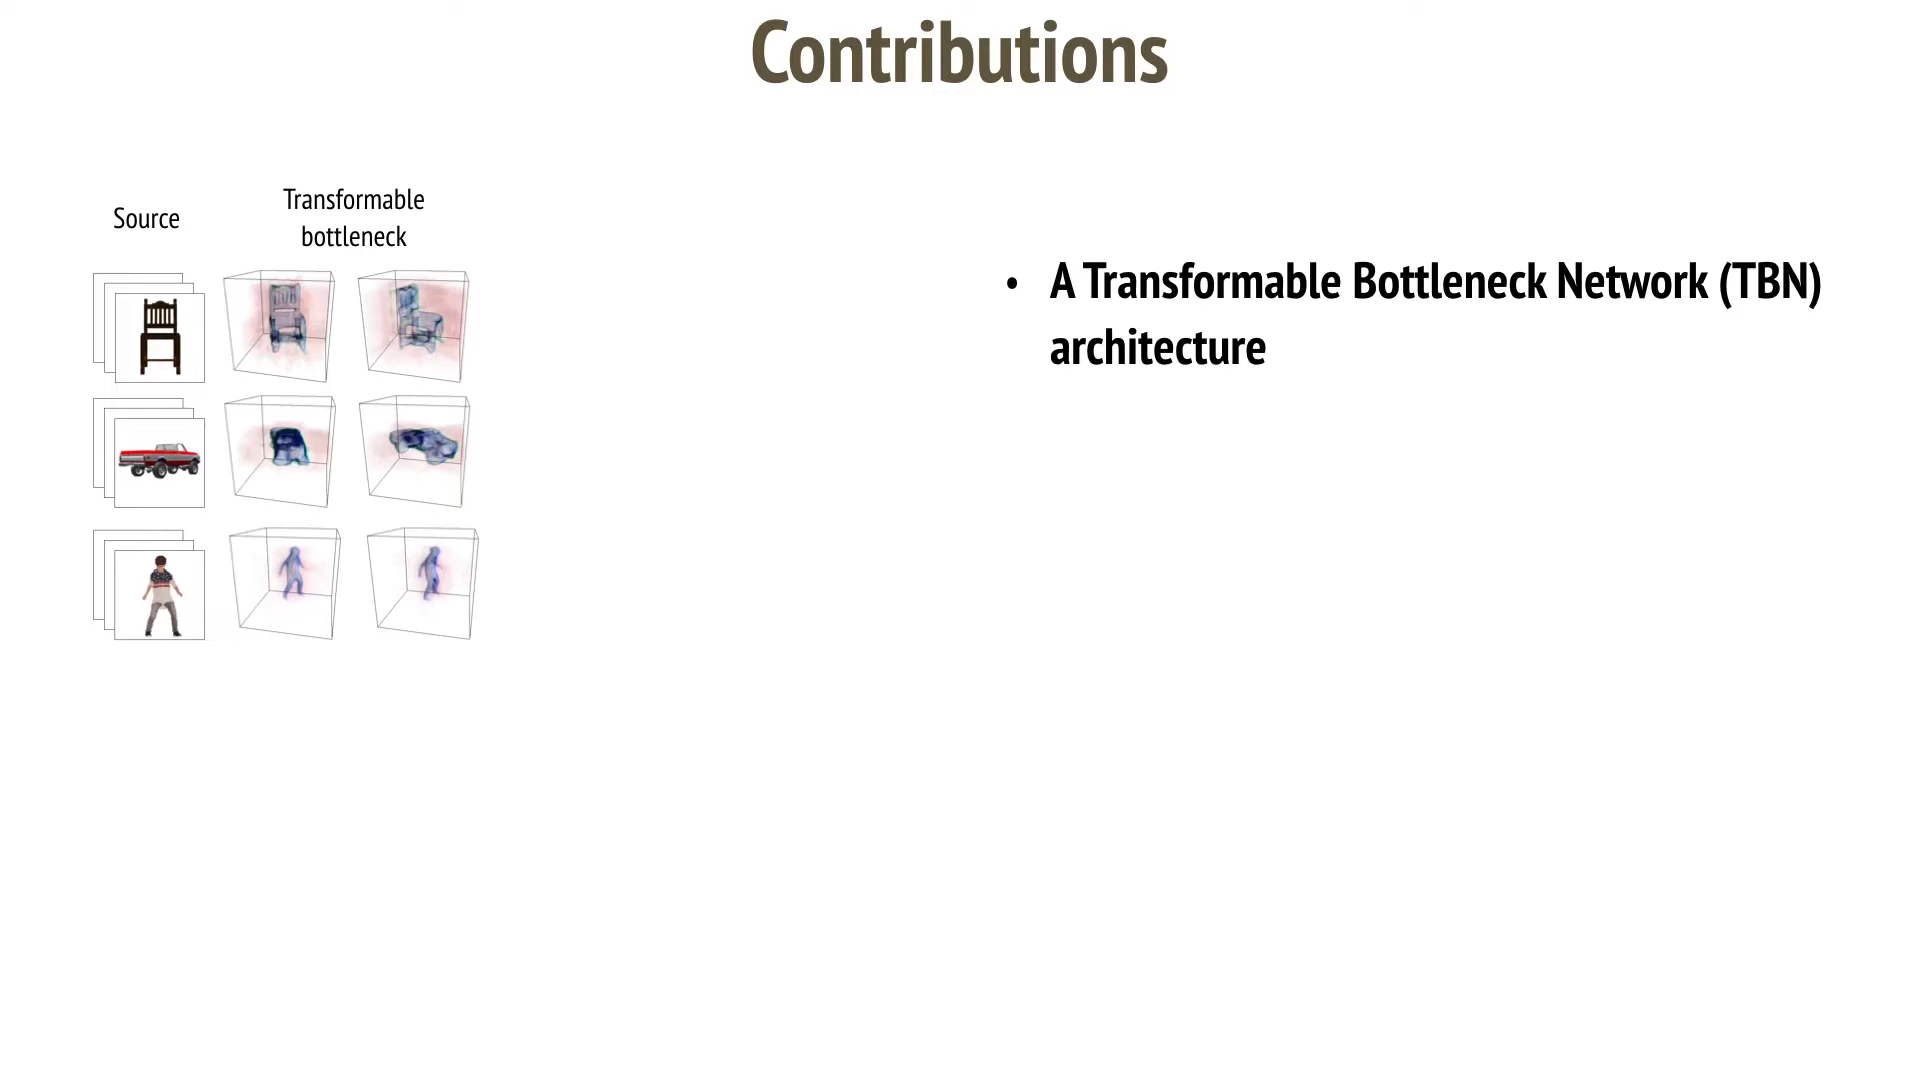 Contributions
Source
Transformable
bottleneck
• A Transformable Bottleneck Network (TBN)
architecture